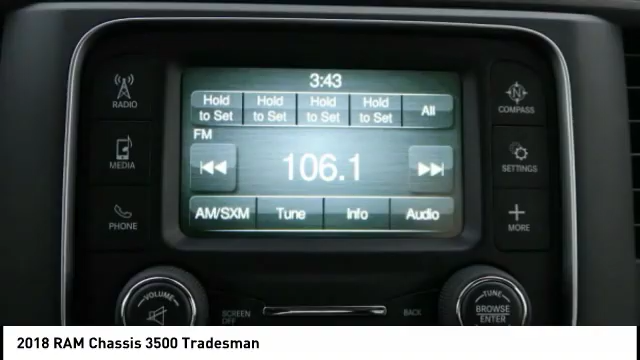 3:43
Hold to Set Hold to Set Hold to Set Hold to Set All
FM
106.1
AM/SXM Tune Info Audio
RADIO
MEDIA
PHONE
N
COMPASS
SETTINGS
MORE
VOLUME
SCREEN OFF
BACK
TUNE
BROWSE ENTER
2018 RAM Chassis 3500 Tradesman